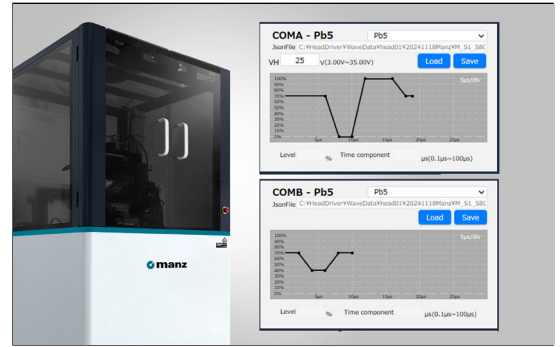 COMA - Pb5 Pb5
JsonFile C:¥HeadDriver¥WaveData¥head01¥20241118Manz¥M_S1_S80
VH 25 V(3.00V~35.00V) Load Save
100% 5μs/div
90%
80%
70%
60%
50%
40%
30%
20%
10%
0%
5μs 10μs 15μs 20μs 25μs
Level % Time component μs(0.1μs~100μs)
COMB - Pb5 Pb5
JsonFile C:¥HeadDriver¥WaveData¥head01¥20241118Manz¥M_S1_S80
Load Save
100% 5μs/div
90%
80%
70%
60%
50%
40%
30%
20%
10%
0%
5μs 10μs 15μs 20μs 25μs
Level % Time component μs(0.1μs~100μs)
manz